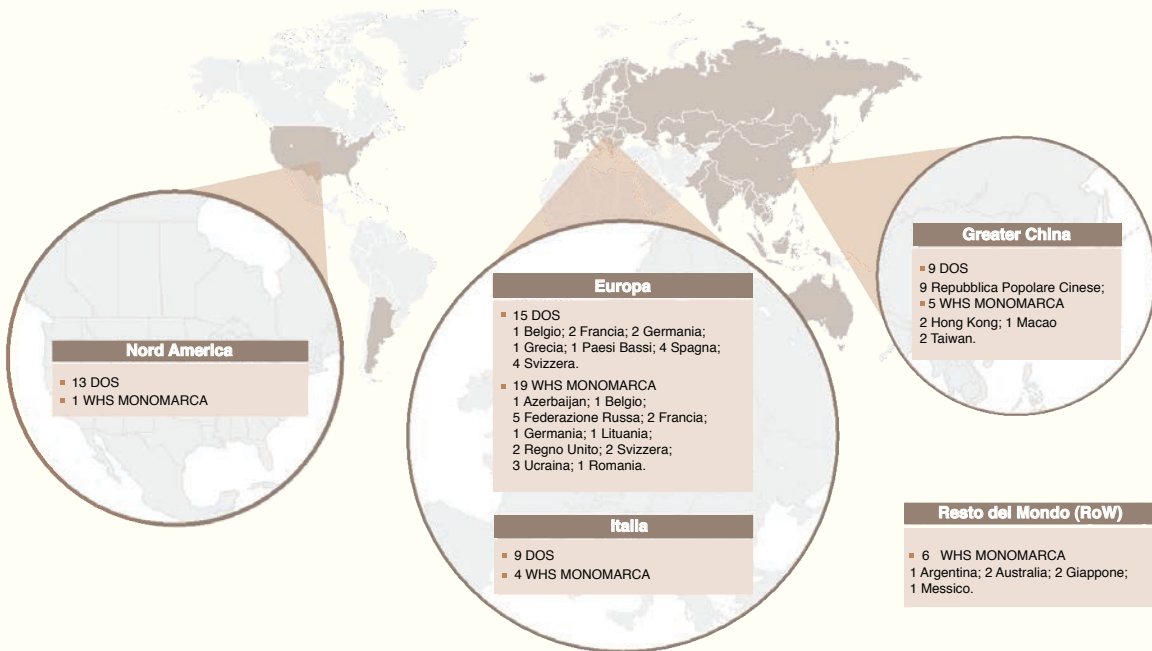 Nord America
13 DOS
1 WHS MONOMARCA
Europa
15 DOS
1 Belgio; 2 Francia; 2 Germania;
1 Grecia; 1 Paesi Bassi; 4 Spagna;
4 Svizzera.
19 WHS MONOMARCA
1 Azerbaijan; 1 Belgio;
5 Federazione Russa; 2 Francia;
1 Germania; 1 Lituania;
2 Regno Unito; 2 Svizzera;
3 Ucraina; 1 Romania.
Italia
9 DOS
4 WHS MONOMARCA
Greater China
9 DOS
9 Repubblica Popolare Cinese;
5 WHS MONOMARCA
2 Hong Kong; 1 Macao
2 Taiwan.
Resto del Mondo (RoW)
6 WHS MONOMARCA
1 Argentina; 2 Australia; 2 Giappone;
1 Messico.